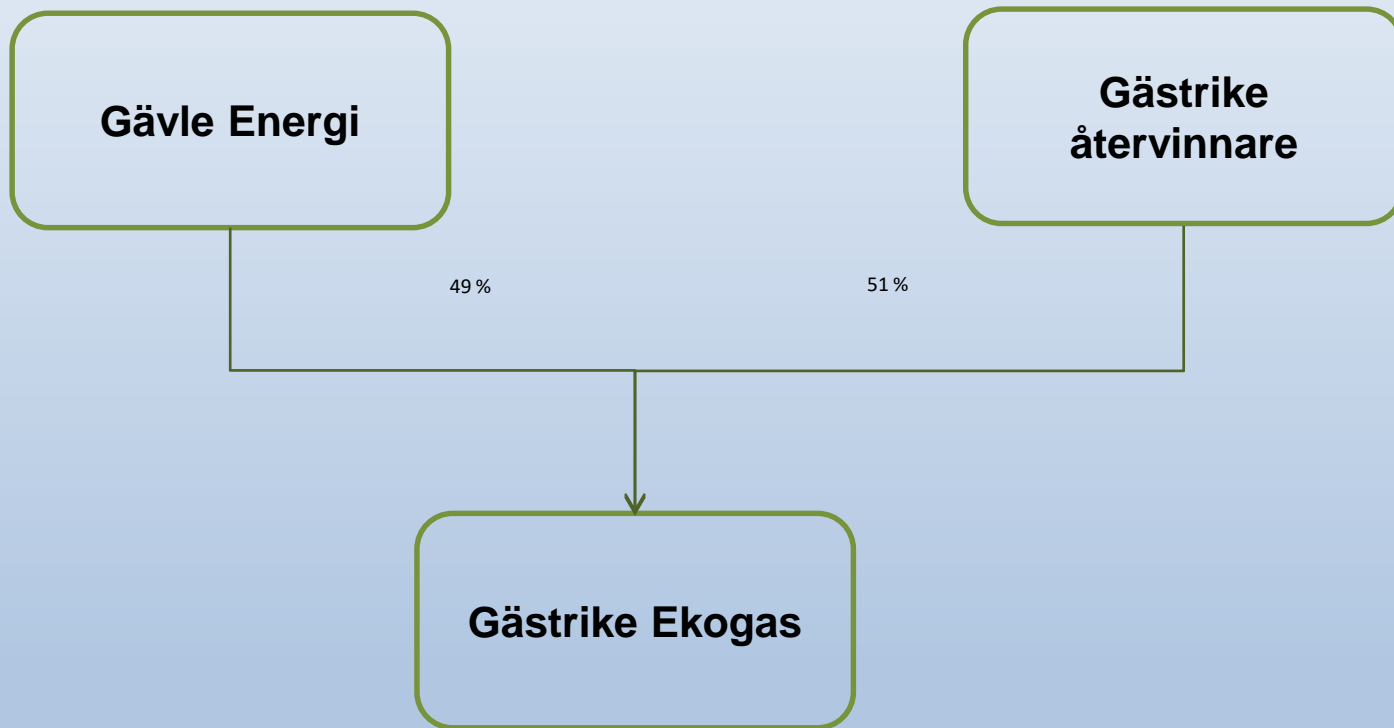 Gävle Energi
Gästrike
återvinnare
49 %
51 %
Gästrike Ekogas